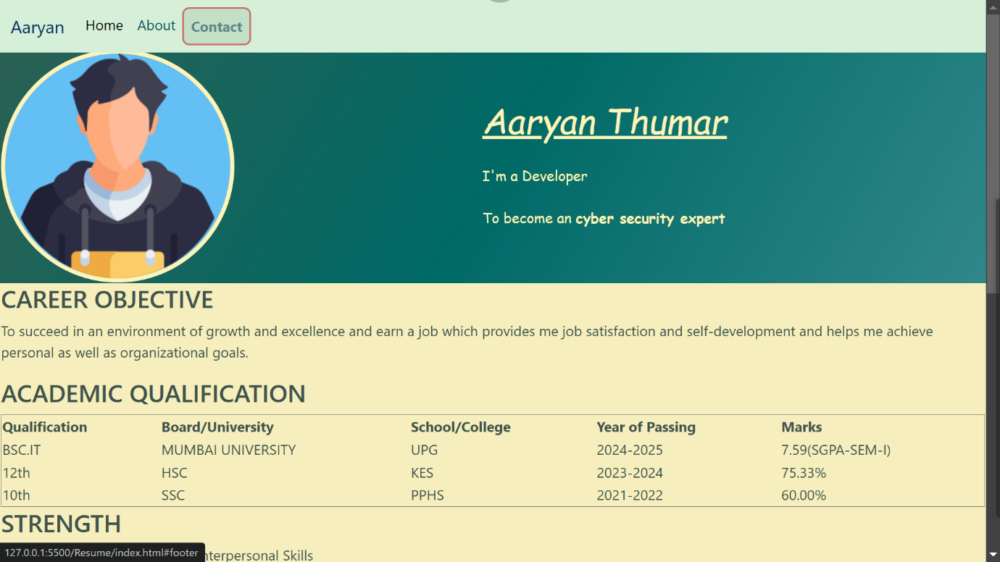 Aaryan Home About Contact
Aaryan Thumar
I'm a Developer
To become an cyber security expert
CAREER OBJECTIVE
To succeed in an environment of growth and excellence and earn a job which provides me job satisfaction and self-development and helps me achieve
personal as well as organizational goals.
ACADEMIC QUALIFICATION
Qualification Board/University School/College Year of Passing Marks
BSC.IT MUMBAI UNIVERSITY UPG 2024-2025 7.59(SGPA-SEM-I)
12th HSC KES 2023-2024 75.33%
10th SSC PPHS 2021-2022 60.00%
STRENGTH
Skills
127.0.0.1:5500/Resume/index.html#footer